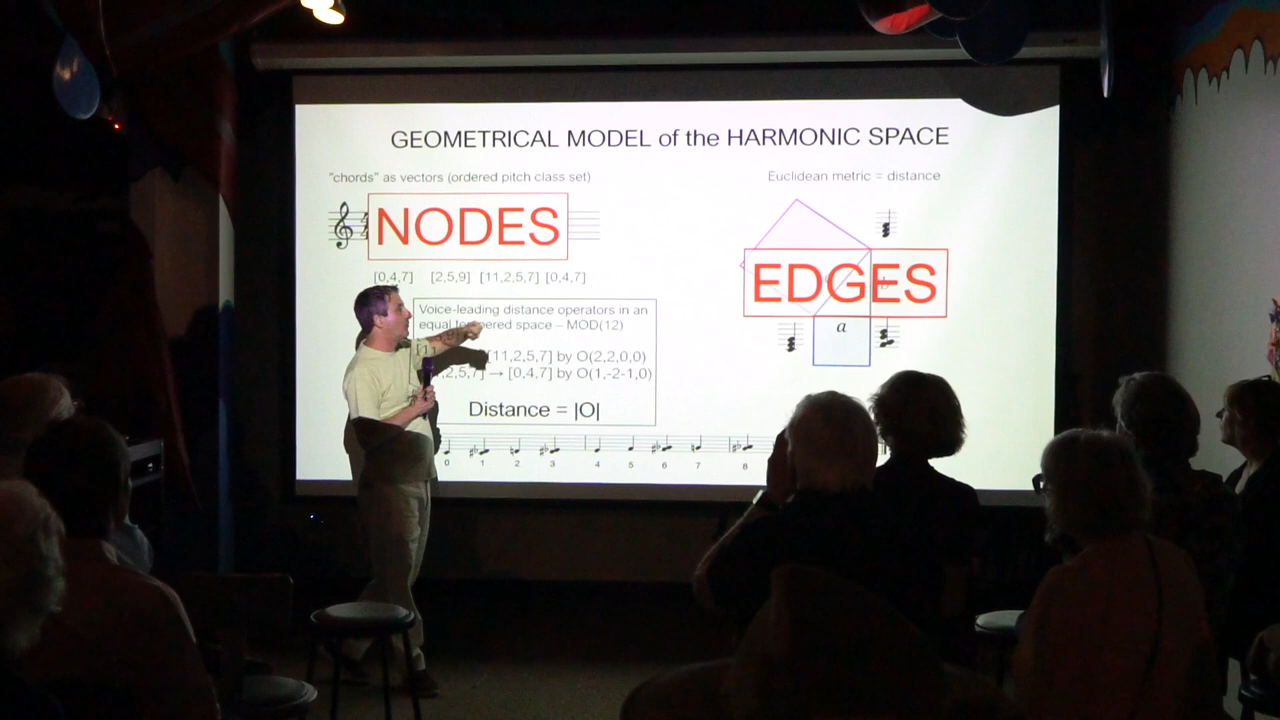 GEOMETRICAL MODEL of the HARMONIC SPACE
"chords" as vectors (ordered pitch class set)
Euclidean metric = distance
NODES
EDGES
[0,4,7] [2,5,9] [11,2,5,7] [0,4,7]
Voice-leading distance operators in an
equal tempered space – MOD(12)
a
[11,2,5,7] by O(2,2,0,0)
2,5,7] → [0,4,7] by O(1,-2-1,0)
Distance = |O|
0 1 2 3 4 5 6 7 8